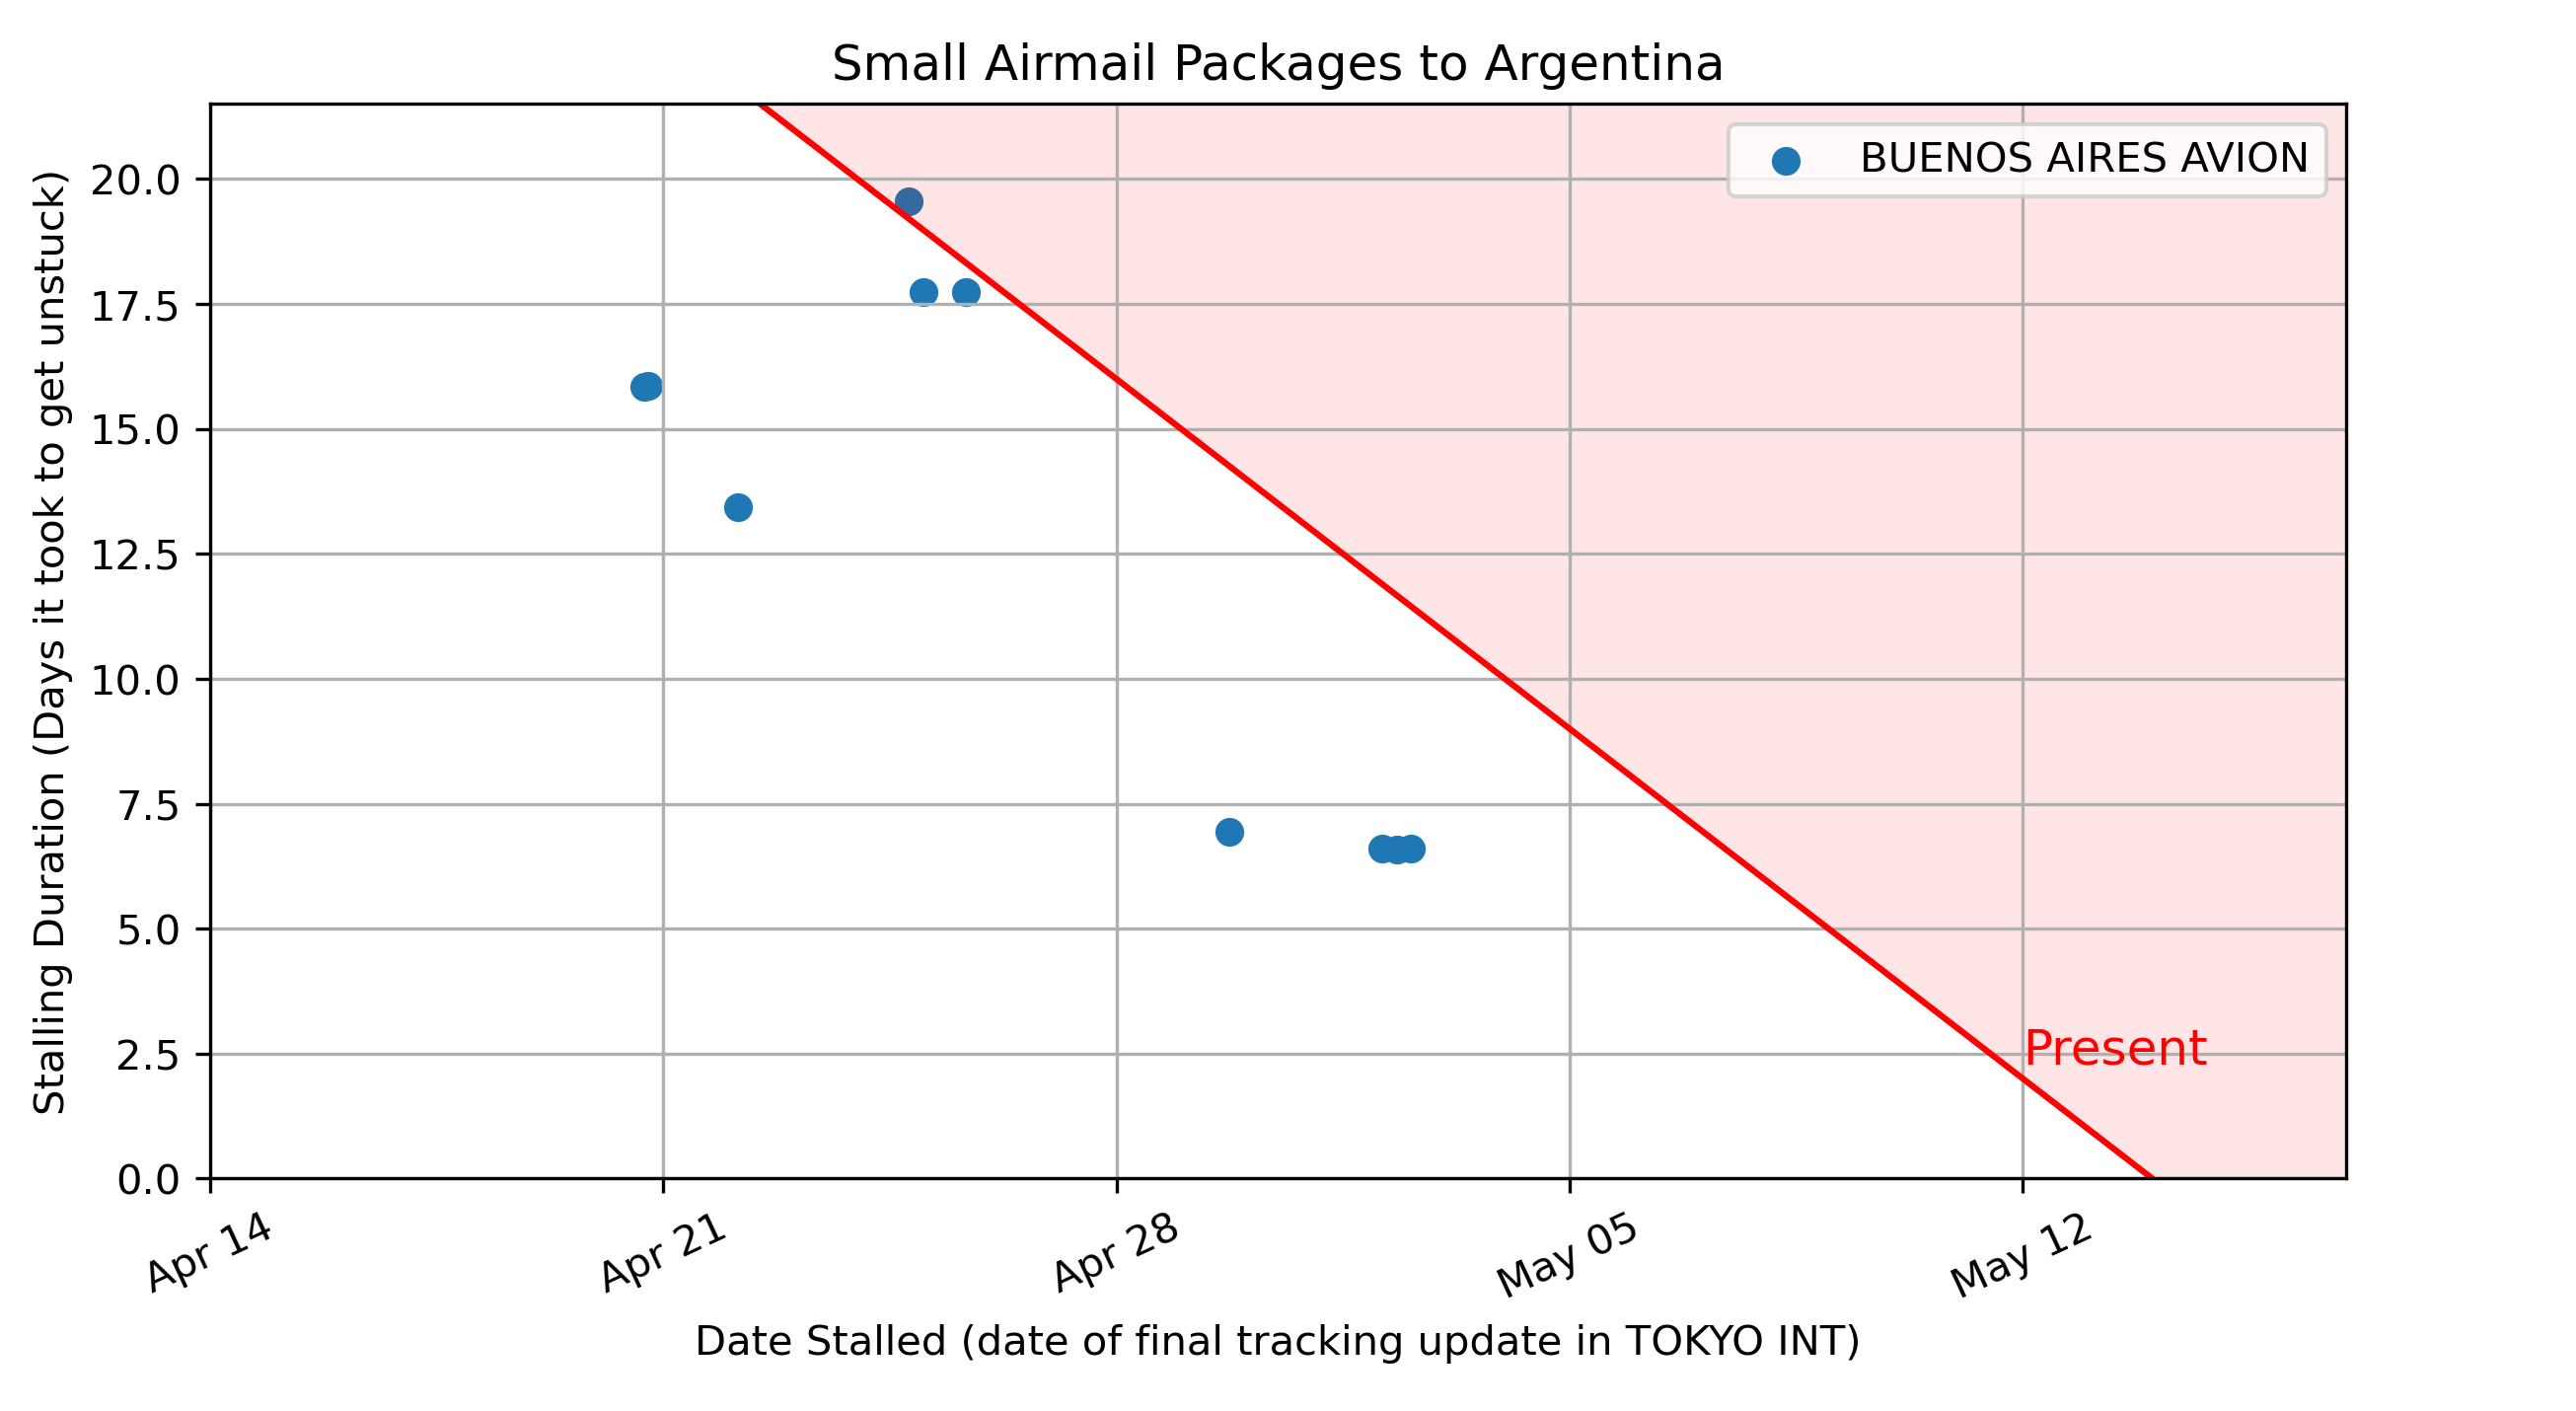 Small Airmail Packages to Argentina
BUENOS AIRES AVION
Stalling Duration (Days it took to get unstuck)
20.0
17.5
15.0
12.5
10.0
7.5
5.0
2.5
0.0
Present
Apr 14
Apr 21
Apr 28
May 05
May 12
Date Stalled (date of final tracking update in TOKYO INT)